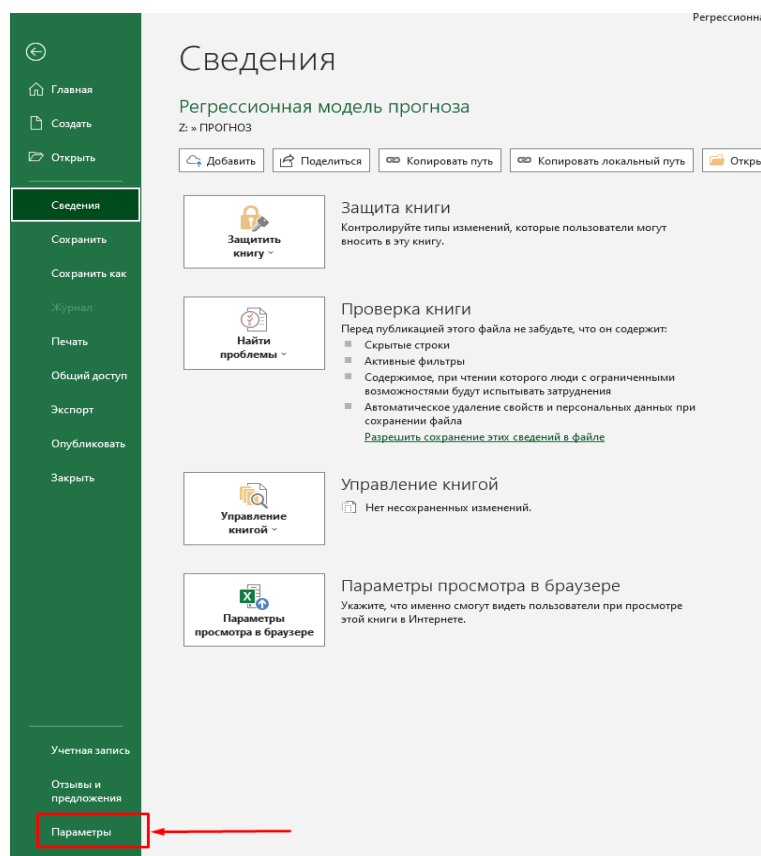 Регрессионна
Сведения
Главная
Создать
Открыть
Сведения
Сохранить
Сохранить как
Журнал
Печать
Общий доступ
Экспорт
Опубликовать
Закрыть
Учетная запись
Отзывы и
предложения
Параметры
Регрессионная модель прогноза
Z: » ПРОГНОЗ
Добавить Поделиться Копировать путь Копировать локальный путь Откры
Защитить
книгу
Защита книги
Контролируйте типы изменений, которые пользователи могут
вносить в эту книгу.
Найти
проблемы
Проверка книги
Перед публикацией этого файла не забудьте, что он содержит:
Скрытые строки
Активные фильтры
Содержимое, при чтении которого люди с ограниченными
возможностями будут испытывать затруднения
Автоматическое удаление свойств и персональных данных при
сохранении файла
Разрешить сохранение этих сведений в файле
Управление
книгой
Управление книгой
Нет несохраненных изменений.
Параметры
просмотра в браузере
Параметры просмотра в браузере
Укажите, что именно смогут видеть пользователи при просмотре
этой книги в Интернете.